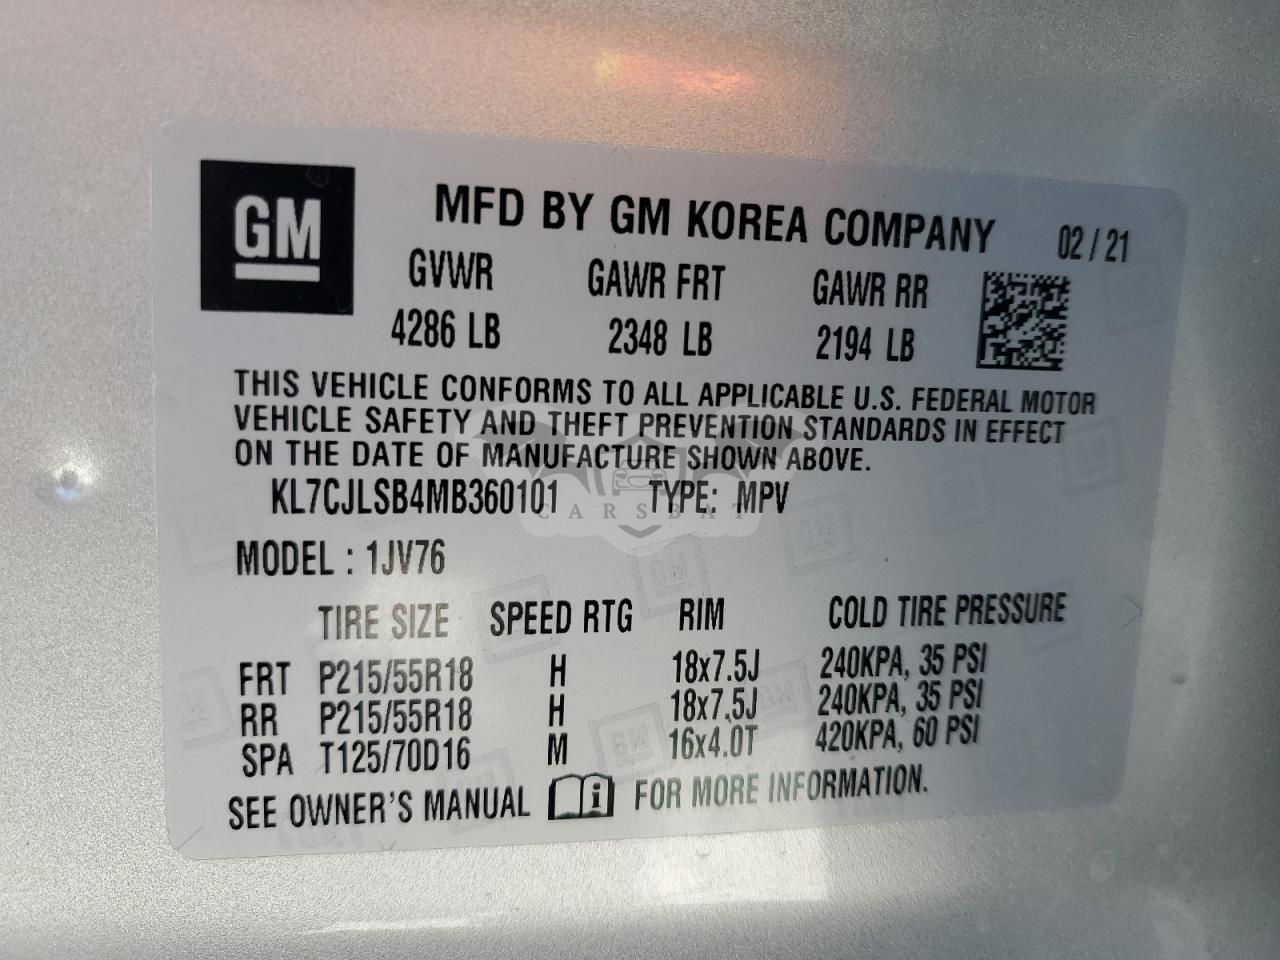 GM
MFD BY GM KOREA COMPANY 02 / 21
GVWR GAWR FRT GAWR RR
4286 LB 2348 LB 2194 LB
THIS VEHICLE CONFORMS TO ALL APPLICABLE U.S. FEDERAL MOTOR
VEHICLE SAFETY AND THEFT PREVENTION STANDARDS IN EFFECT
ON THE DATE OF MANUFACTURE SHOWN ABOVE.
KL7CJLSB4MB360101 TYPE: MPV
CARSBAT
MODEL : 1JV76
TIRE SIZE SPEED RTG RIM COLD TIRE PRESSURE
FRT P215/55R18 H 18x7.5J 240KPA, 35 PSI
RR P215/55R18 H 18x7.5J 240KPA, 35 PSI
SPA T125/70D16 M 16x4.0T 420KPA, 60 PSI
SEE OWNER'S MANUAL i FOR MORE INFORMATION.